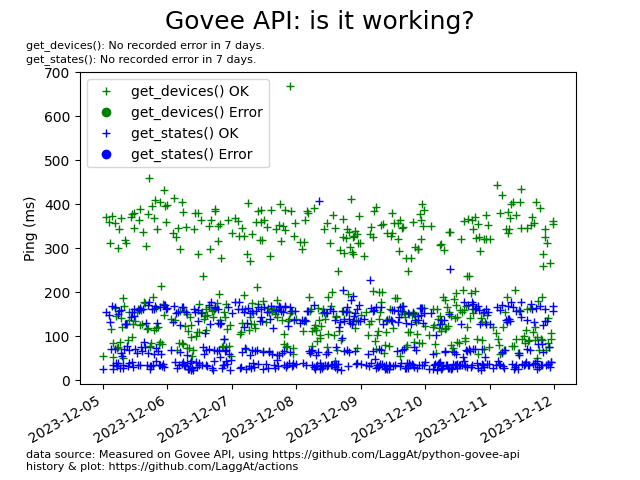 Govee API: is it working?
get_devices(): No recorded error in 7 days.
get_states(): No recorded error in 7 days.
700
600
500
400
300
200
100
0
Ping (ms)
get_devices() OK
get_devices() Error
get_states() OK
get_states() Error
2023-12-05
2023-12-06
2023-12-07
2023-12-08
2023-12-09
2023-12-10
2023-12-11
2023-12-12
data source: Measured on Govee API, using https://github.com/LaggAt/python-govee-api
history & plot: https://github.com/LaggAt/actions